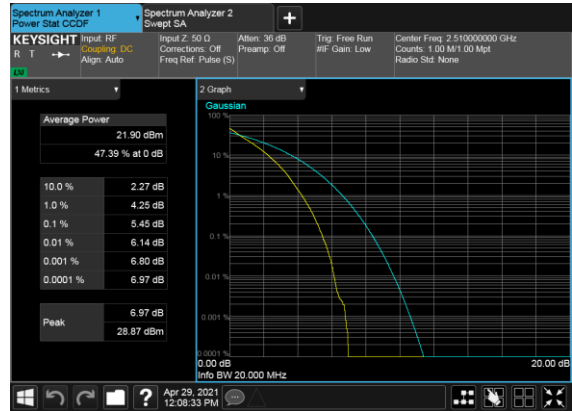 Spectrum Analyzer 1
Power Stat CCDF
Spectrum Analyzer 2
Swept SA
+
KEYSIGHT
R T
LXI
Input: RF
Coupling: DC
Align: Auto
Input Z: 50 Ω
Corrections: Off
Freq Ref: Pulse (S)
Atten: 36 dB
Preamp: Off
Trig: Free Run
#IF Gain: Low
Center Freq: 2.510000000 GHz
Counts: 1.00 M/1.00 Mpt
Radio Std: None
1 Metrics
Average Power
21.90 dBm
47.39 % at 0 dB
10.0 % 2.27 dB
1.0 % 4.25 dB
0.1 % 5.45 dB
0.01 % 6.14 dB
0.001 % 6.80 dB
0.0001 % 6.97 dB
Peak
6.97 dB
28.87 dBm
2 Graph
Gaussian
100 %
10 %
1 %
0.1 %
0.01 %
0.001 %
0.0001 %
0.00 dB
20.00 dB
Info BW 20.000 MHz
?
Apr 29, 2021
12:08:33 PM